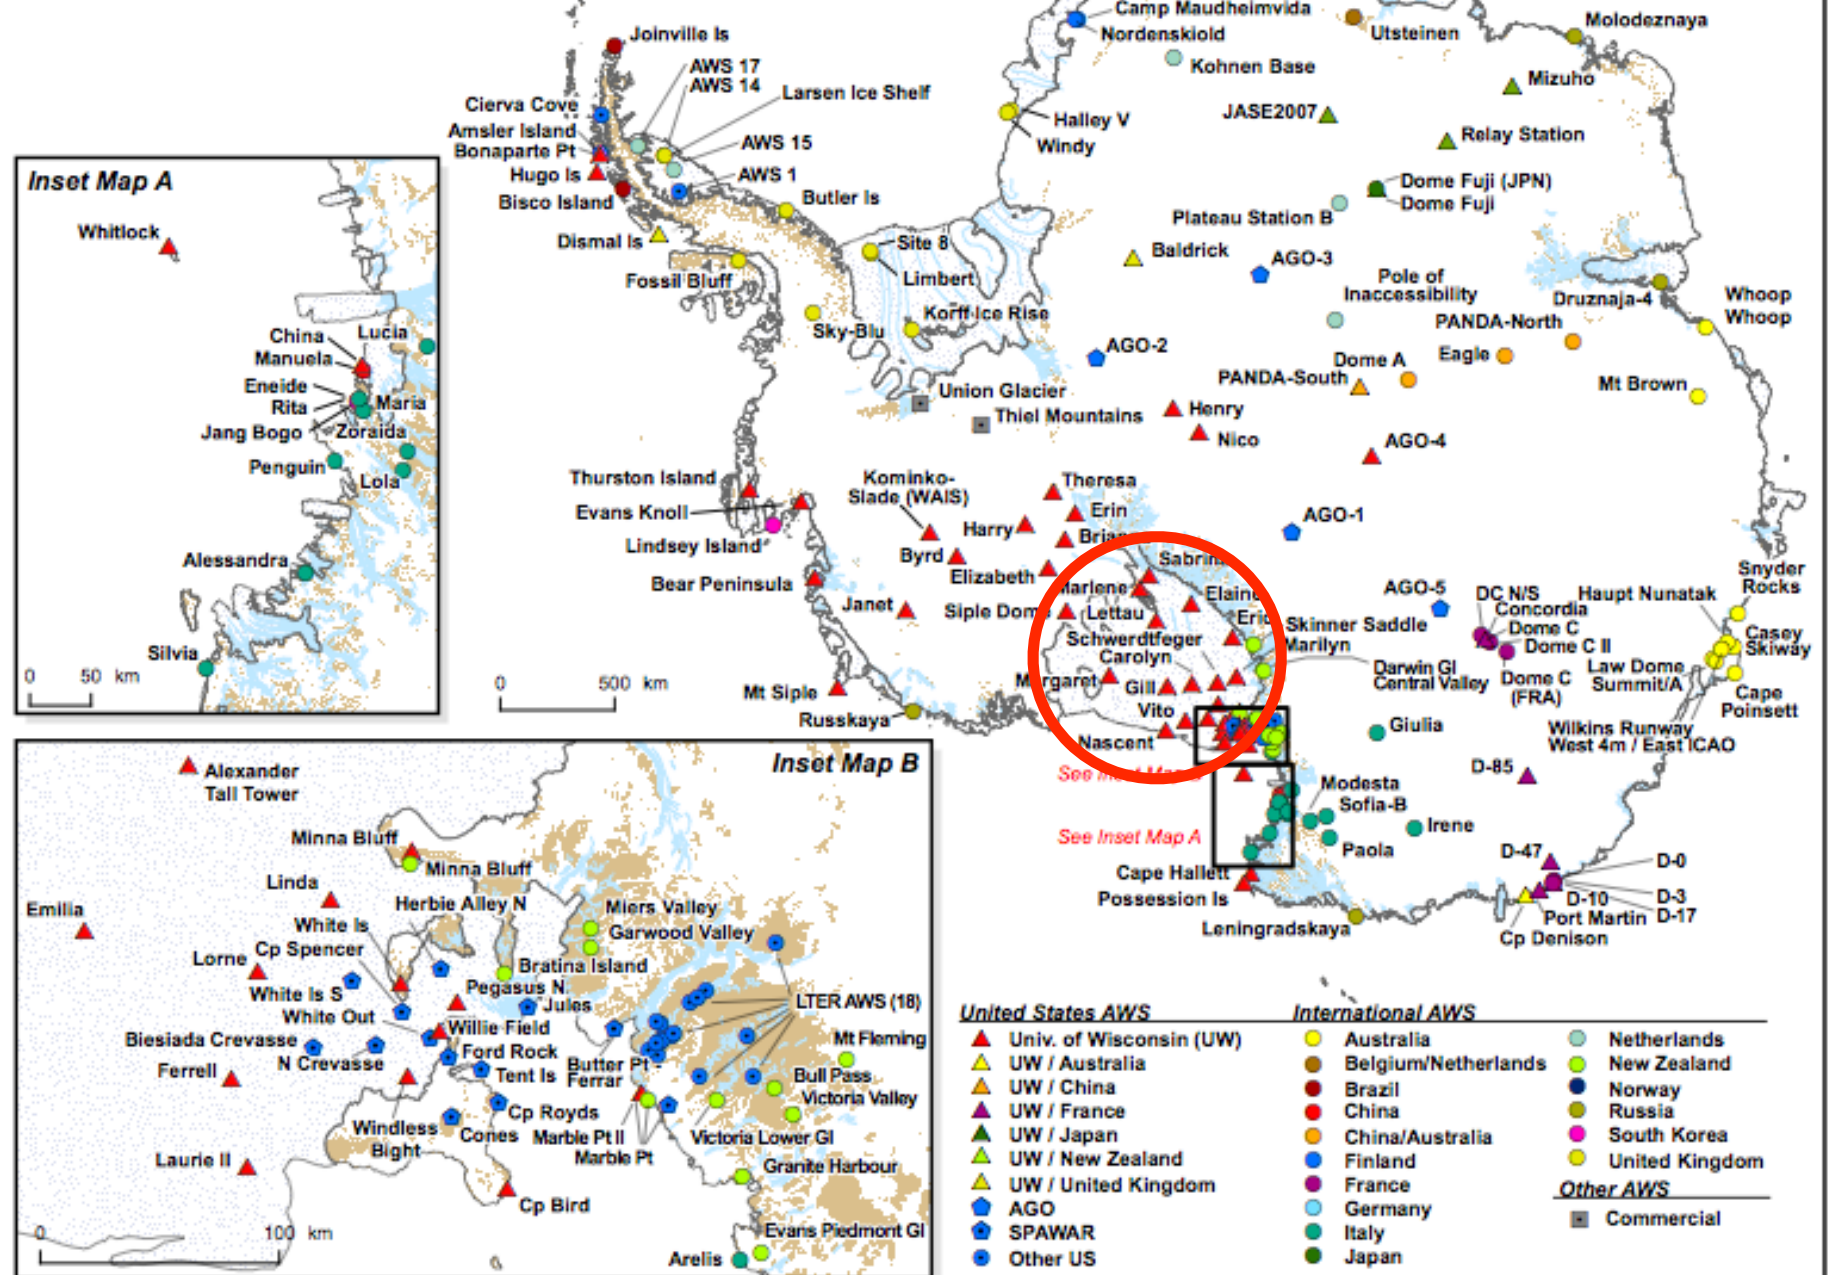 Camp Maudheimvida
Nordenskiold
Utsteinen
Molodeznaya
Joinville Is
AWS 17
AWS 14
Larsen Ice Shelf
Kohnen Base
Mizuho
Cierva Cove
Amsler Island
Bonaparte Pt
Hugo Is
Bisco Island
AWS 15
AWS 1
Butler Is
Halley V
Windy
JASE2007
Relay Station
Dome Fuji (JPN)
Dome Fuji
Plateau Station B
Dismal Is
Fossil Bluff
Site 8
Limbert
Baldrick
AGO-3
Pole of
Inaccessibility
Druznaja-4
Whoop
Whoop
Sky-Blu
Korff Ice Rise
PANDA-North
AGO-2
Dome A
Eagle
PANDA-South
Mt Brown
Union Glacier
Thiel Mountains
Henry
Nico
AGO-4
Thurston Island
Evans Knoll
Lindsey Island
Kominko-
Slade (WAIS)
Theresa
Erin
Harry
Byrd
AGO-1
Bear Peninsula
Elizabeth
Sabrina
Marlene
Elaine
Janet
Siple Dome
Lettau
Eric
Skinner Saddle
Schwerdtfeger
Marilyn
Carolyn
Darwin Gl
Central Valley
Margaret
Gill
Mt Siple
Vito
Russkaya
Nascent
AGO-5
DC N/S
Concordia
Dome C
Dome C II
Dome C
(FRA)
Haupt Nunatak
Snyder
Rocks
Casey
Skiway
Law Dome
Summit/A
Cape
Poinsett
Wilkins Runway
West 4m / East ICAO
Giulia
D-85
See Inset Map B
See Inset Map A
Modesta
Sofia-B
Irene
Paola
Cape Hallett
Possession Is
Leningradskaya
D-47
D-0
D-3
D-10
D-17
Port Martin
Cp Denison
0 500 km
Inset Map A
Whitlock
China
Lucia
Manuela
Eneide
Rita
Maria
Jang Bogo
Zoraida
Penguin
Lola
Alessandra
Silvia
0 50 km
Inset Map B
Alexander
Tall Tower
Minna Bluff
Minna Bluff
Linda
Emilia
Herbie Alley N
White Is
Miers Valley
Garwood Valley
Cp Spencer
Lorne
Bratina Island
White Is S
Pegasus N.
Jules
LTER AWS (18)
White Out
Willie Field
Biesiada Crevasse
N Crevasse
Ford Rock
Mt Fleming
Ferrell
Tent Is
Butter Pt
Ferrar
Bull Pass
Victoria Valley
Cp Royds
Windless
Bight
Cones
Marble Pt II
Marble Pt
Victoria Lower Gl
Laurie II
Granite Harbour
Cp Bird
Evans Piedmont Gl
Arelis
0 100 km
United States AWS
Univ. of Wisconsin (UW)
UW / Australia
UW / China
UW / France
UW / Japan
UW / New Zealand
UW / United Kingdom
AGO
SPAWAR
Other US
International AWS
Australia
Belgium/Netherlands
Brazil
China
China/Australia
Finland
France
Germany
Italy
Japan
Netherlands
New Zealand
Norway
Russia
South Korea
United Kingdom
Other AWS
Commercial